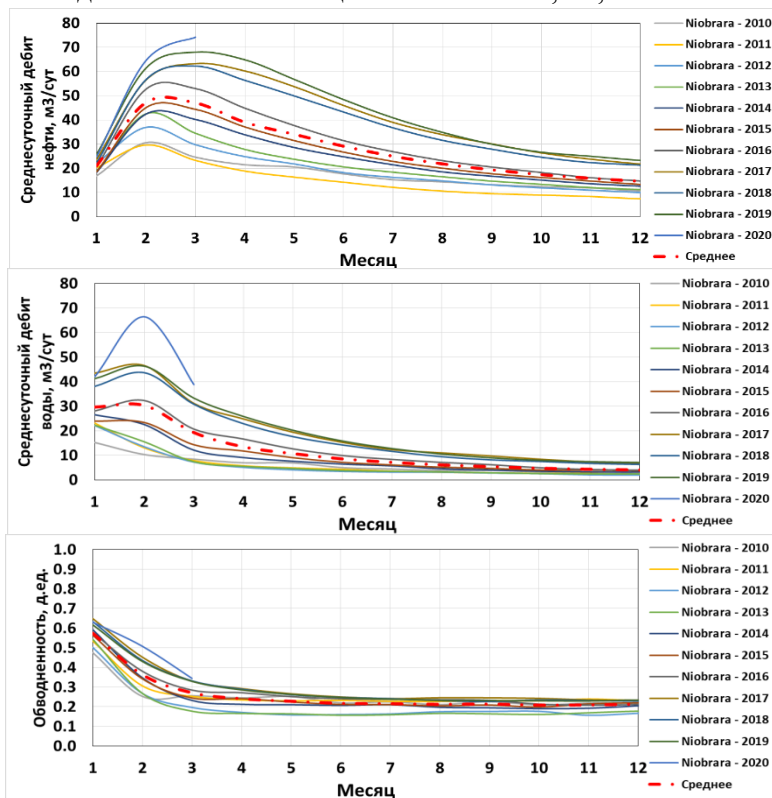 80
70
60
50
40
30
20
10
0
Среднесуточный дебит
нефти, м3/сут
1 2 3 4 5 6 7 8 9 10 11 12
Месяц
Niobrara - 2010
Niobrara - 2011
Niobrara - 2012
Niobrara - 2013
Niobrara - 2014
Niobrara - 2015
Niobrara - 2016
Niobrara - 2017
Niobrara - 2018
Niobrara - 2019
Niobrara - 2020
Среднее
80
70
60
50
40
30
20
10
0
Среднесуточный дебит
воды, м3/сут
1 2 3 4 5 6 7 8 9 10 11 12
Месяц
Niobrara - 2010
Niobrara - 2011
Niobrara - 2012
Niobrara - 2013
Niobrara - 2014
Niobrara - 2015
Niobrara - 2016
Niobrara - 2017
Niobrara - 2018
Niobrara - 2019
Niobrara - 2020
Среднее
1.0
0.9
0.8
0.7
0.6
0.5
0.4
0.3
0.2
0.1
0.0
Обводненность, д.ед.
1 2 3 4 5 6 7 8 9 10 11 12
Месяц
Niobrara - 2010
Niobrara - 2011
Niobrara - 2012
Niobrara - 2013
Niobrara - 2014
Niobrara - 2015
Niobrara - 2016
Niobrara - 2017
Niobrara - 2018
Niobrara - 2019
Niobrara - 2020
Среднее